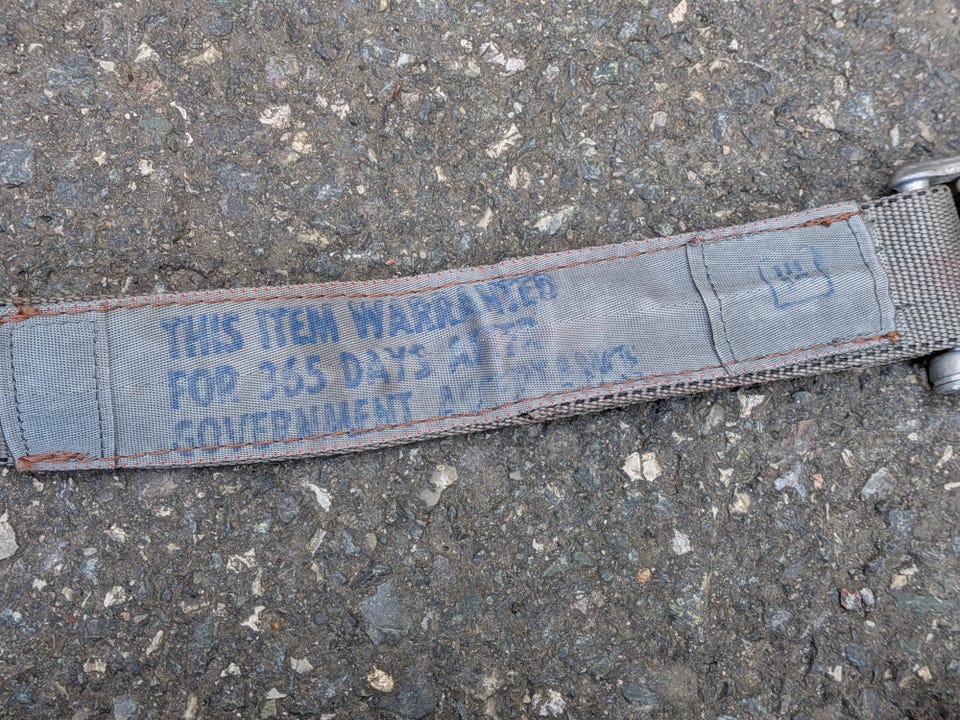 THIS ITEM WARRANTED
FOR 365 DAYS AFTER
GOVERNMENT ACCEPTANCE